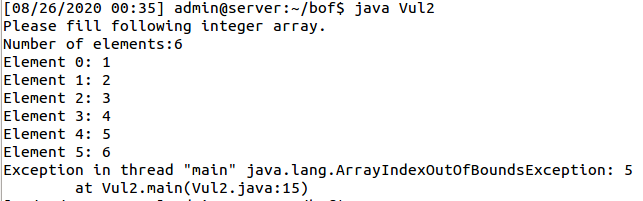 [08/26/2020 00:35] admin@server:~/bof$ java Vul2
Please fill following integer array.
Number of elements:6
Element 0: 1
Element 1: 2
Element 2: 3
Element 3: 4
Element 4: 5
Element 5: 6
Exception in thread "main" java.lang.ArrayIndexOutOfBoundsException: 5
        at Vul2.main(Vul2.java:15)